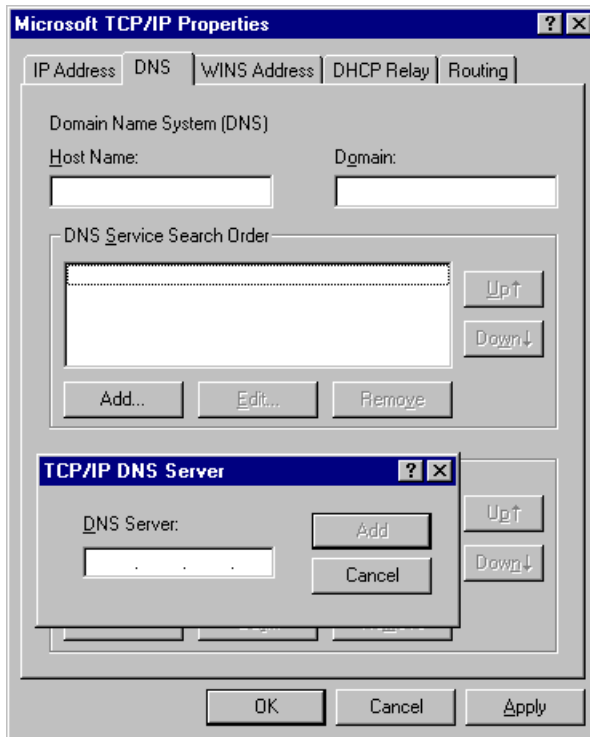 Microsoft TCP/IP Properties
IP Address DNS WINS Address DHCP Relay Routing
Domain Name System (DNS)
Host Name: Domain:
DNS Service Search Order
Up↑
Down↓
Add... Edit... Remove
TCP/IP DNS Server
DNS Server:
Add
. . .
Cancel
Up↑
Down↓
OK Cancel Apply